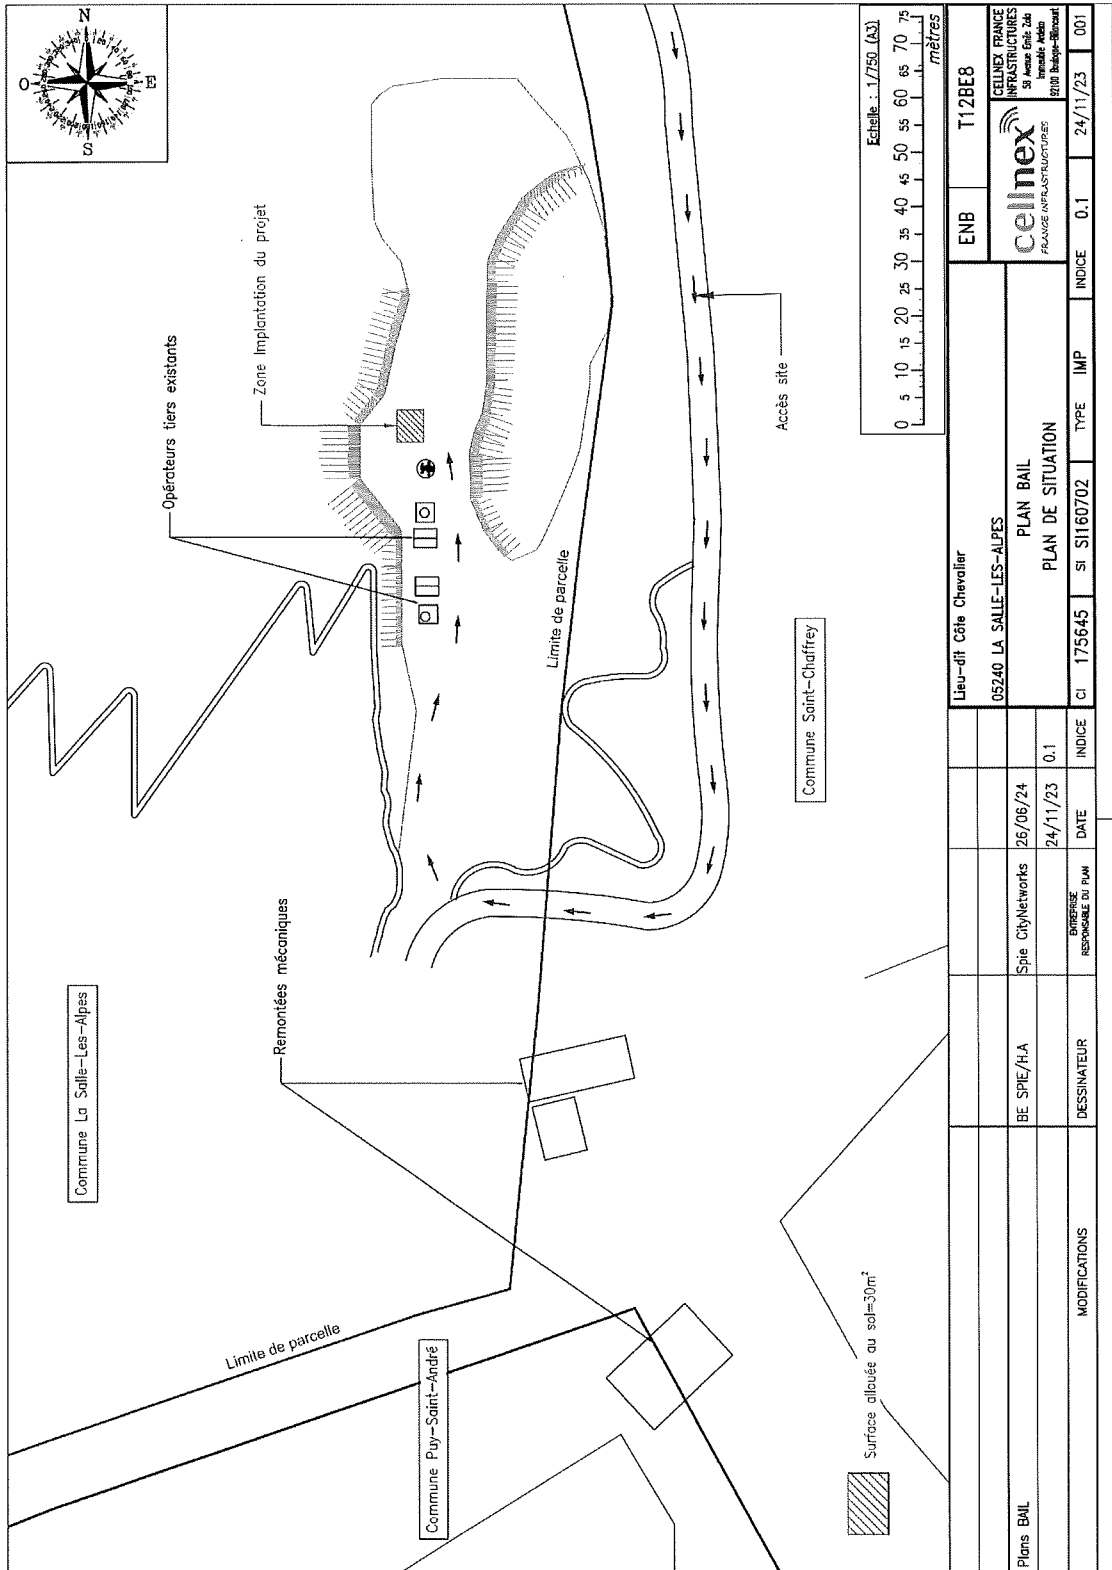 N
O
E
S
Commune La Salle-Les-Alpes
Remontées mécaniques
Opérateurs tiers existants
Zone Implantation du projet
Limite de parcelle
Limite de parcelle
Commune Puy-Saint-André
Commune Saint-Chaffrey
Accès site
Surface allouée au sol=30m²
Echelle : 1/750 (A3)
0 5 10 15 20 25 30 35 40 45 50 55 60 65 70 75
mètres
Lieu-dit Côte Chevalier
05240 LA SALLE-LES-ALPES
ENB
T12BE8
PLAN BAIL
PLAN DE SITUATION
cellnex
FRANCE INFRASTRUCTURES
CELLNEX FRANCE
INFRASTRUCTURES
58 Avenue Emile Zola
Immeuble Ardeko
92100 Boulogne-Billancourt
Plans BAIL
BE SPIE/H.A
Spie CityNetworks
26/06/24
24/11/23
0.1
MODIFICATIONS
DESSINATEUR
ENTREPRISE
RESPONSABLE DU PLAN
DATE
INDICE
CI
175645
SI
SI160702
TYPE
IMP
INDICE
0.1
24/11/23
001